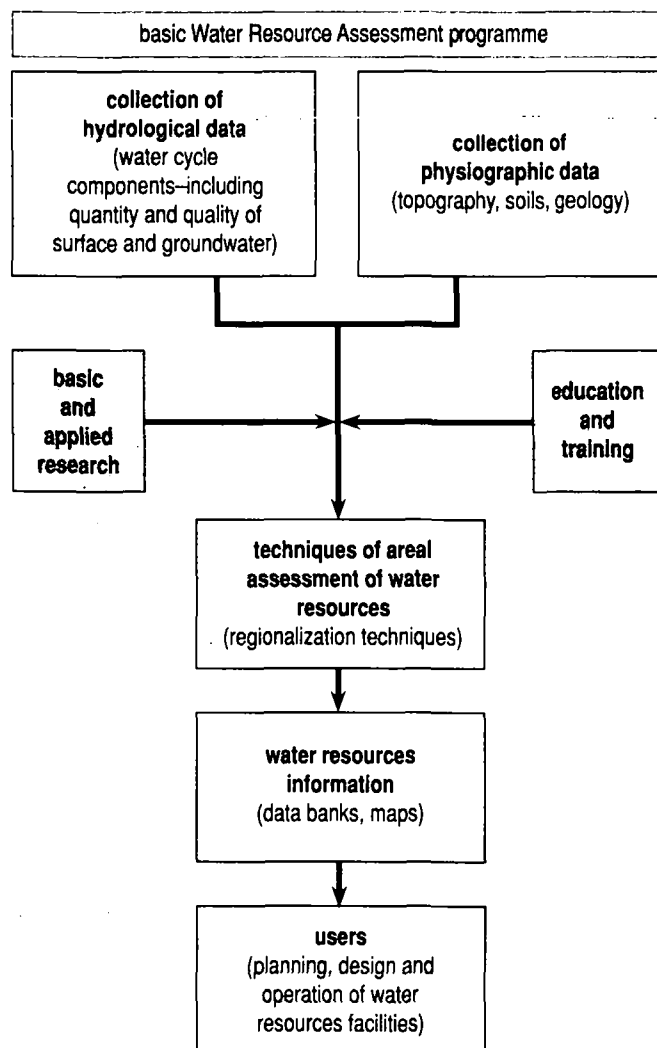 basic Water Resource Assessment programme
collection of
hydrological data
(water cycle
components–including
quantity and quality of
surface and groundwater)
collection of
physiographic data
(topography, soils, geology)
basic
and
applied
research
education
and
training
techniques of areal
assessment of water
resources
(regionalization techniques)
water resources
information
(data banks, maps)
users
(planning, design and
operation of water
resources facilities)